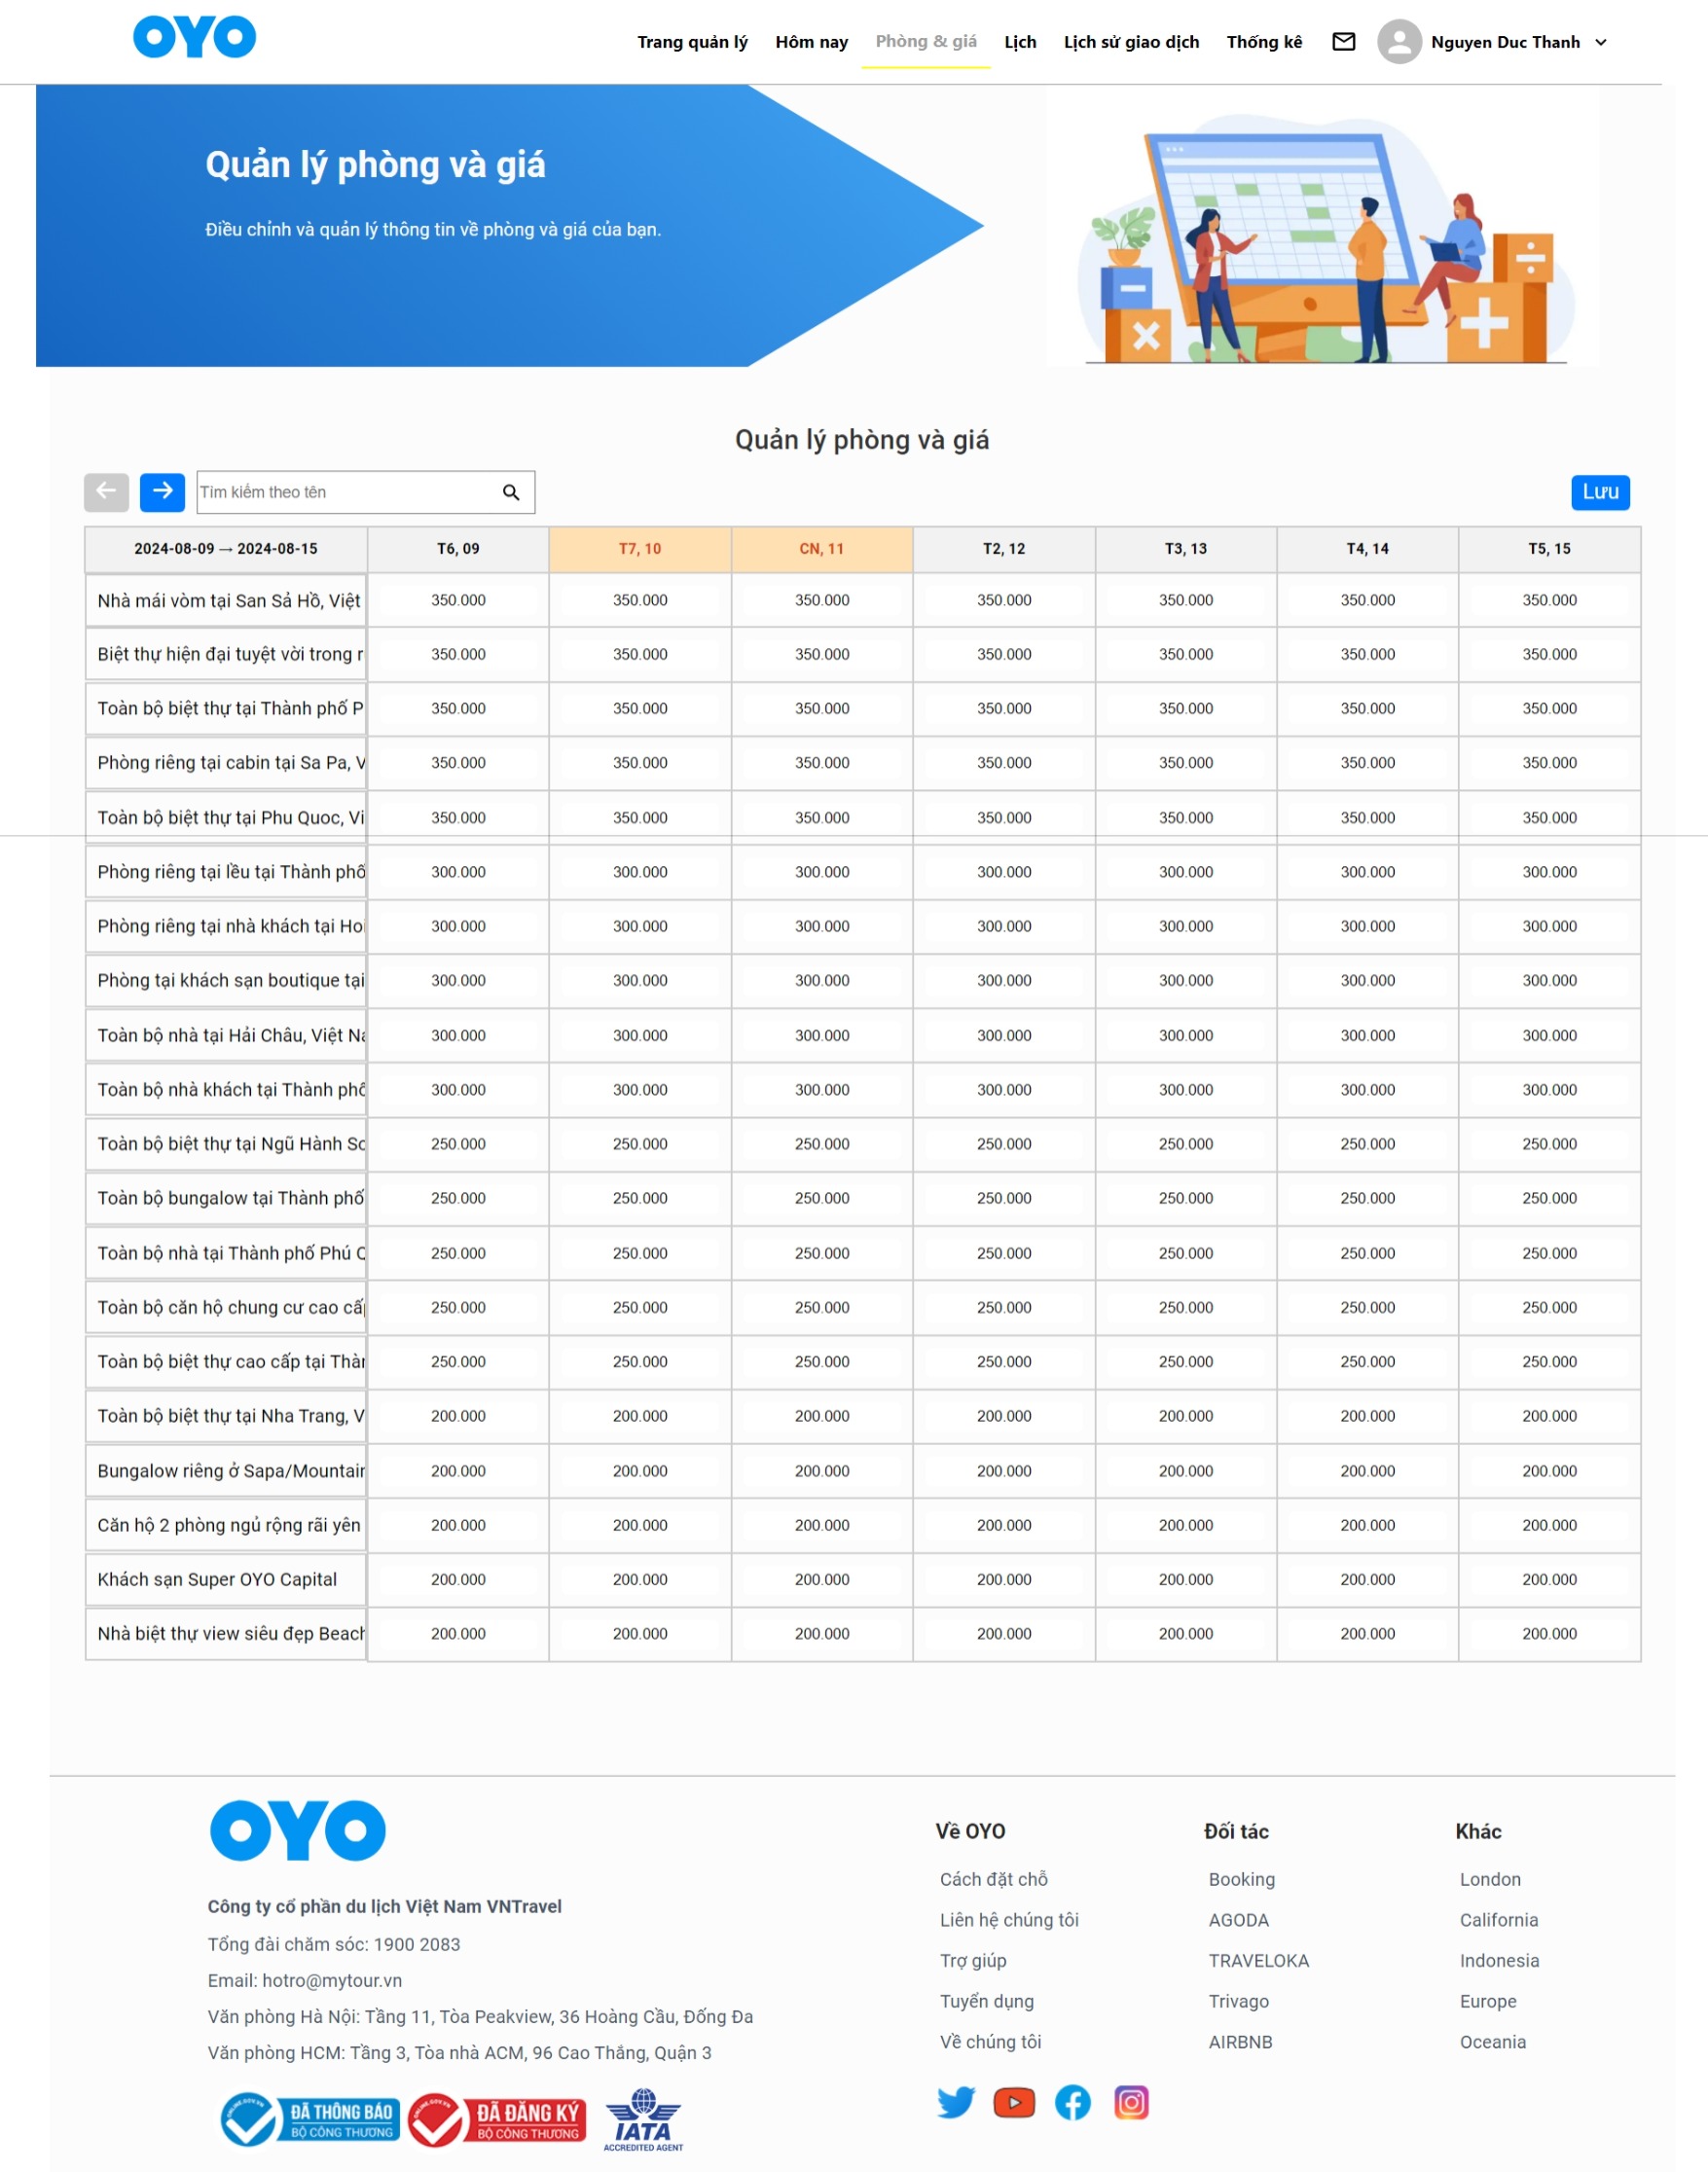 OYO
Trang quản lý Hôm nay Phòng & giá Lịch Lịch sử giao dịch Thống kê Nguyen Duc Thanh
Quản lý phòng và giá
Điều chỉnh và quản lý thông tin về phòng và giá của bạn.
Quản lý phòng và giá
Tìm kiếm theo tên Lưu
2024-08-09 → 2024-08-15 T6, 09 T7, 10 CN, 11 T2, 12 T3, 13 T4, 14 T5, 15
Nhà mái vòm tại San Sả Hồ, Việt 350.000 350.000 350.000 350.000 350.000 350.000 350.000
Biệt thự hiện đại tuyệt vời trong r 350.000 350.000 350.000 350.000 350.000 350.000 350.000
Toàn bộ biệt thự tại Thành phố P 350.000 350.000 350.000 350.000 350.000 350.000 350.000
Phòng riêng tại cabin tại Sa Pa, V 350.000 350.000 350.000 350.000 350.000 350.000 350.000
Toàn bộ biệt thự tại Phu Quoc, Vi 350.000 350.000 350.000 350.000 350.000 350.000 350.000
Phòng riêng tại lều tại Thành phố 300.000 300.000 300.000 300.000 300.000 300.000 300.000
Phòng riêng tại nhà khách tại Hoi 300.000 300.000 300.000 300.000 300.000 300.000 300.000
Phòng tại khách sạn boutique tại 300.000 300.000 300.000 300.000 300.000 300.000 300.000
Toàn bộ nhà tại Hải Châu, Việt Na 300.000 300.000 300.000 300.000 300.000 300.000 300.000
Toàn bộ nhà khách tại Thành phố 300.000 300.000 300.000 300.000 300.000 300.000 300.000
Toàn bộ biệt thự tại Ngũ Hành Sơ 250.000 250.000 250.000 250.000 250.000 250.000 250.000
Toàn bộ bungalow tại Thành phố 250.000 250.000 250.000 250.000 250.000 250.000 250.000
Toàn bộ nhà tại Thành phố Phú Q 250.000 250.000 250.000 250.000 250.000 250.000 250.000
Toàn bộ căn hộ chung cư cao cấp 250.000 250.000 250.000 250.000 250.000 250.000 250.000
Toàn bộ biệt thự cao cấp tại Thàn 250.000 250.000 250.000 250.000 250.000 250.000 250.000
Toàn bộ biệt thự tại Nha Trang, V 200.000 200.000 200.000 200.000 200.000 200.000 200.000
Bungalow riêng ở Sapa/Mountain 200.000 200.000 200.000 200.000 200.000 200.000 200.000
Căn hộ 2 phòng ngủ rộng rãi yên 200.000 200.000 200.000 200.000 200.000 200.000 200.000
Khách sạn Super OYO Capital 200.000 200.000 200.000 200.000 200.000 200.000 200.000
Nhà biệt thự view siêu đẹp Beach 200.000 200.000 200.000 200.000 200.000 200.000 200.000
OYO
Công ty cổ phần du lịch Việt Nam VNTravel
Tổng đài chăm sóc: 1900 2083
Email: hotro@mytour.vn
Văn phòng Hà Nội: Tầng 11, Tòa Peakview, 36 Hoàng Cầu, Đống Đa
Văn phòng HCM: Tầng 3, Tòa nhà ACM, 96 Cao Thắng, Quận 3
ONLINE.GOV.VN
ĐÃ THÔNG BÁO
BỘ CÔNG THƯƠNG
ONLINE.GOV.VN
ĐÃ ĐĂNG KÝ
BỘ CÔNG THƯƠNG
IATA
ACCREDITED AGENT
Về OYO
Cách đặt chỗ
Liên hệ chúng tôi
Trợ giúp
Tuyển dụng
Về chúng tôi
Đối tác
Booking
AGODA
TRAVELOKA
Trivago
AIRBNB
Khác
London
California
Indonesia
Europe
Oceania